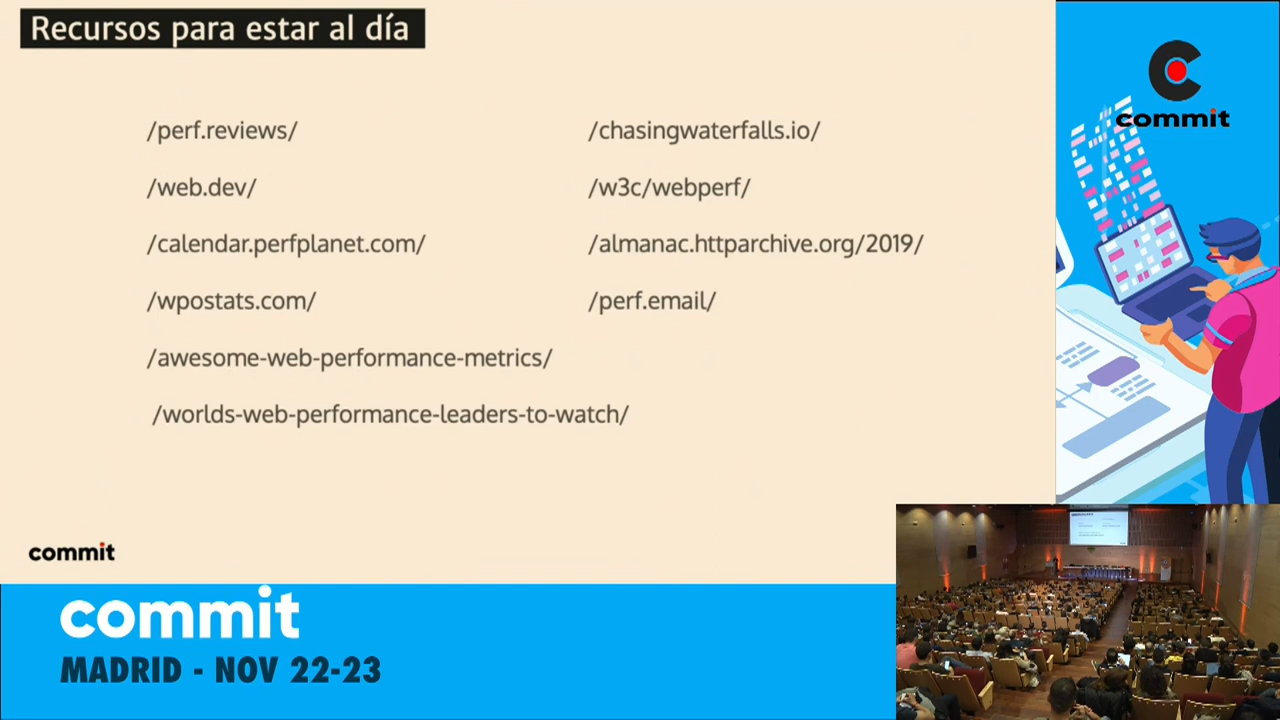 Recursos para estar al día
/perf.reviews/
/web.dev/
/calendar.perfplanet.com/
/wpostats.com/
/awesome-web-performance-metrics/
/worlds-web-performance-leaders-to-watch/
/chasingwaterfalls.io/
/w3c/webperf/
/almanac.httparchive.org/2019/
/perf.email/
commit
commit
commit
MADRID - NOV 22-23